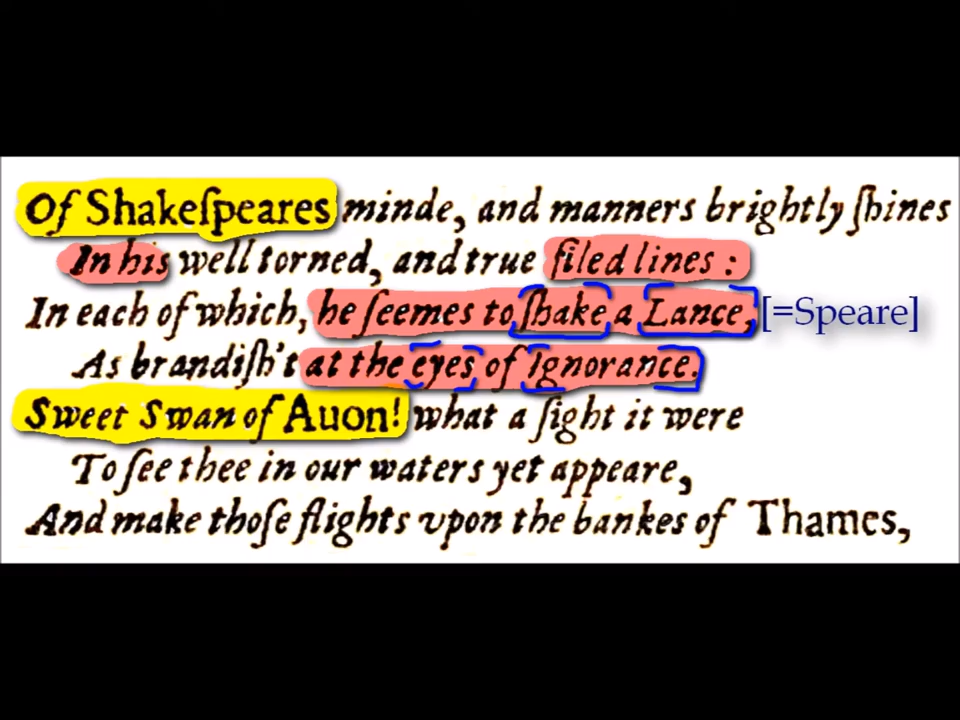 Of Shakeſpeares minde, and manners brightly ſhines
In his well torned, and true filed lines :
In each of which, he ſeemes to ſhake a Lance, [=Speare]
As brandiſh't at the eyes of Ignorance.
Sweet Swan of Auon! what a ſight it were
To ſee thee in our waters yet appeare,
And make thoſe flights vpon the bankes of Thames,